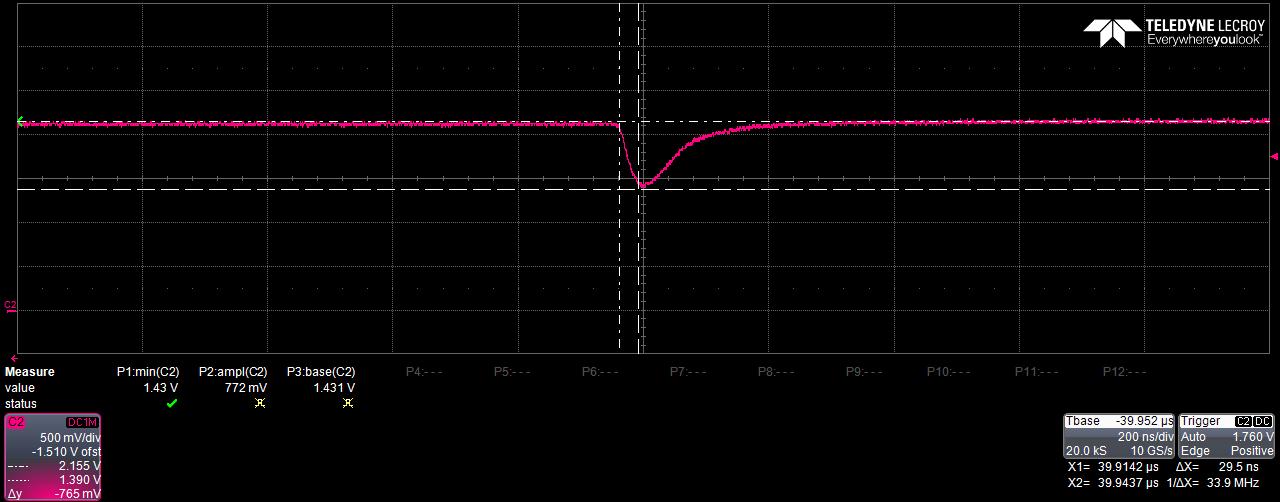 TELEDYNE LECROY
Everywhereyoulook™
C2
Measure P1:min(C2) P2:ampl(C2) P3:base(C2) P4:--- P5:--- P6:--- P7:--- P8:--- P9:--- P10:--- P11:--- P12:---
value 1.43 V 772 mV 1.431 V
status
C2 DC1M
500 mV/div
-1.510 V ofst
2.155 V
1.390 V
Δy -765 mV
Tbase -39.952 µs
200 ns/div
20.0 kS 10 GS/s
Trigger C2 DC
Auto 1.760 V
Edge Positive
X1= 39.9142 µs ΔX= 29.5 ns
X2= 39.9437 µs 1/ΔX= 33.9 MHz